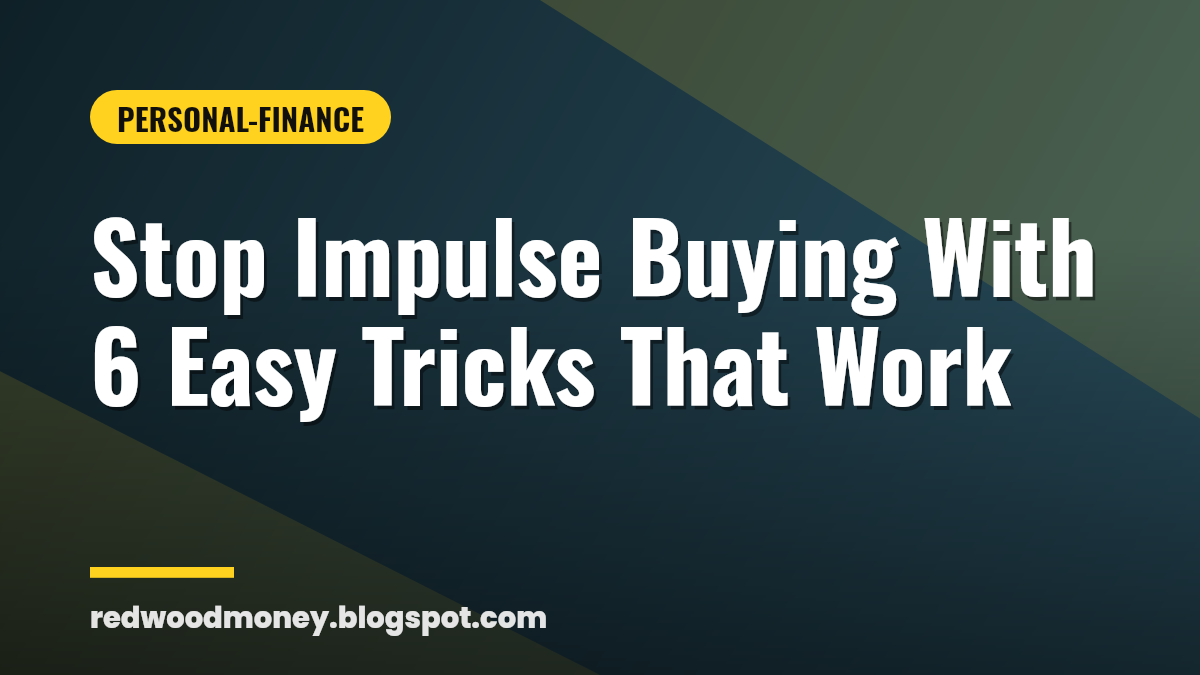 PERSONAL-FINANCE
Stop Impulse Buying With
6 Easy Tricks That Work
redwoodmoney.blogspot.com